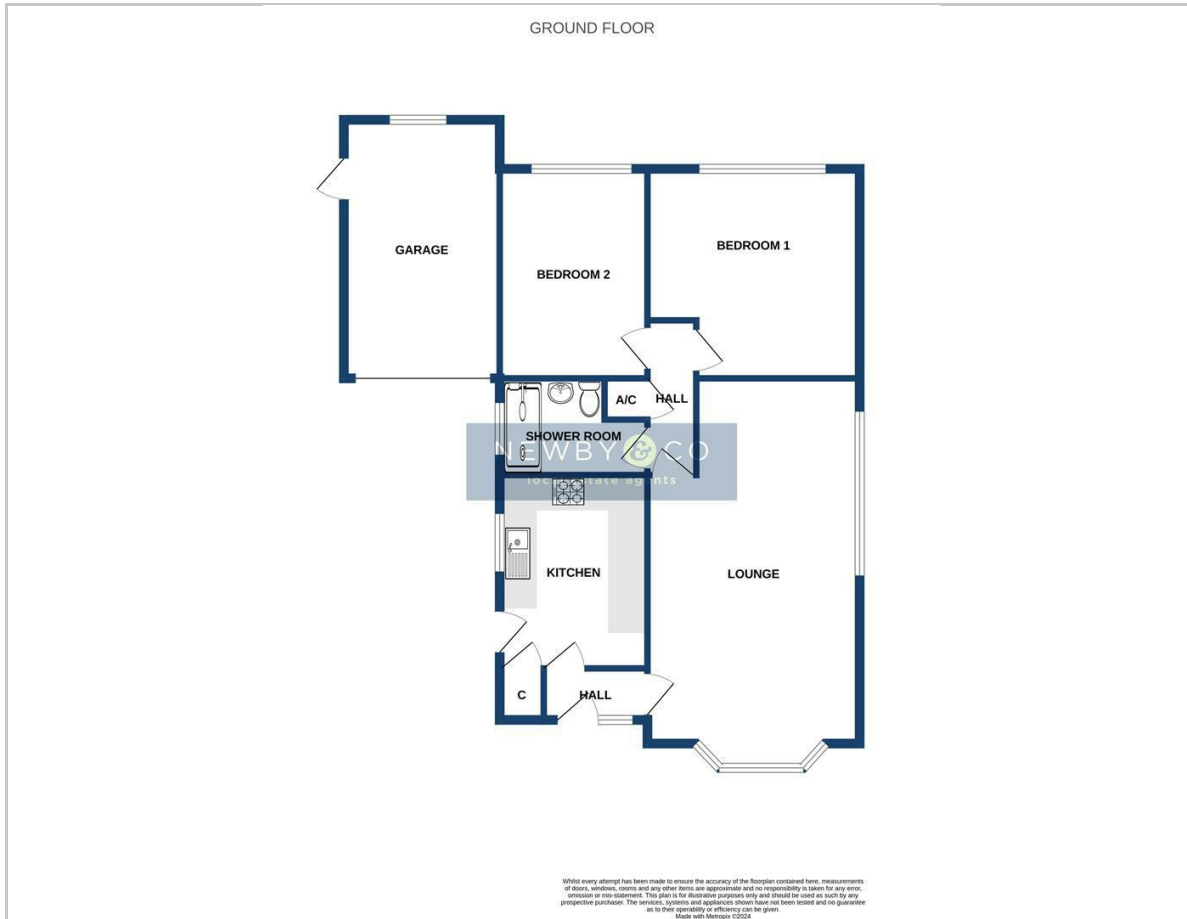 GROUND FLOOR
GARAGE
BEDROOM 1
BEDROOM 2
A/C
HALL
SHOWER ROOM
NEWBY & CO
local estate agents
KITCHEN
LOUNGE
C
HALL
Whilst every attempt has been made to ensure the accuracy of the floorplan contained here, measurements
of doors, windows, rooms and any other items are approximate and no responsibility is taken for any error,
omission or mis-statement. This plan is for illustrative purposes only and should be used as such by any
prospective purchaser. The services, systems and appliances shown have not been tested and no guarantee
as to their operability or efficiency can be given.
Made with Metropix ©2024